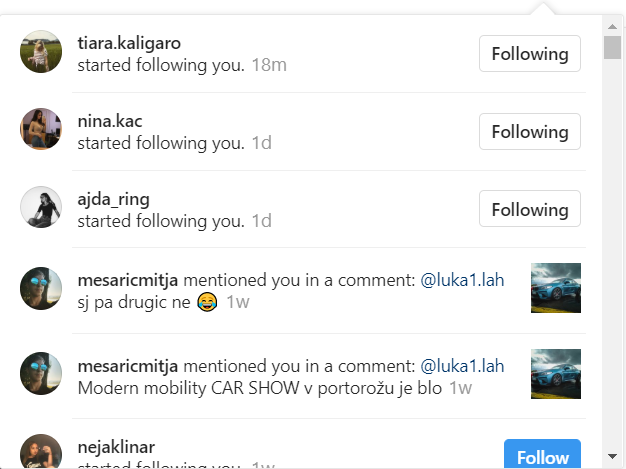 tiara.kaligaro
started following you. 18m
Following
nina.kac
started following you. 1d
Following
ajda_ring
started following you. 1d
Following
mesaricmitja mentioned you in a comment: @luka1.lah
sj pa drugic ne 😂 1w
mesaricmitja mentioned you in a comment: @luka1.lah
Modern mobility CAR SHOW v portorožu je blo 1w
nejaklinar
started following you. 1w
Follow